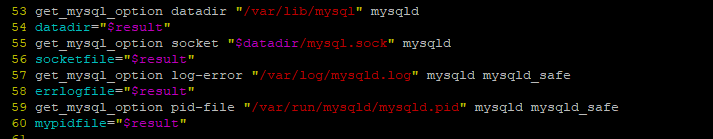 53 get_mysql_option datadir "/var/lib/mysql" mysqld
54 datadir="$result"
55 get_mysql_option socket "$datadir/mysql.sock" mysqld
56 socketfile="$result"
57 get_mysql_option log-error "/var/log/mysqld.log" mysqld mysqld_safe
58 errlogfile="$result"
59 get_mysql_option pid-file "/var/run/mysqld/mysqld.pid" mysqld mysqld_safe
60 mypidfile="$result"